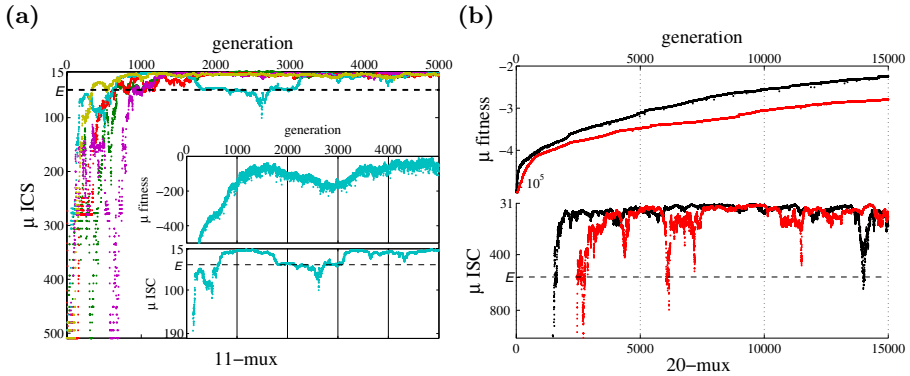 (a)
generation
0 1000 2000 3000 4000 5000
15
E
100
200
300
400
500
μ ICS
generation
0 1000 2000 3000 4000 5000
0
−200
−400
μ fitness
15
E
100
190
μ ISC
11−mux
(b)
generation
0 5000 10000 15000
−2
−3
−4
μ fitness
10^5
31
E
400
800
μ ISC
0 5000 10000 15000
20−mux